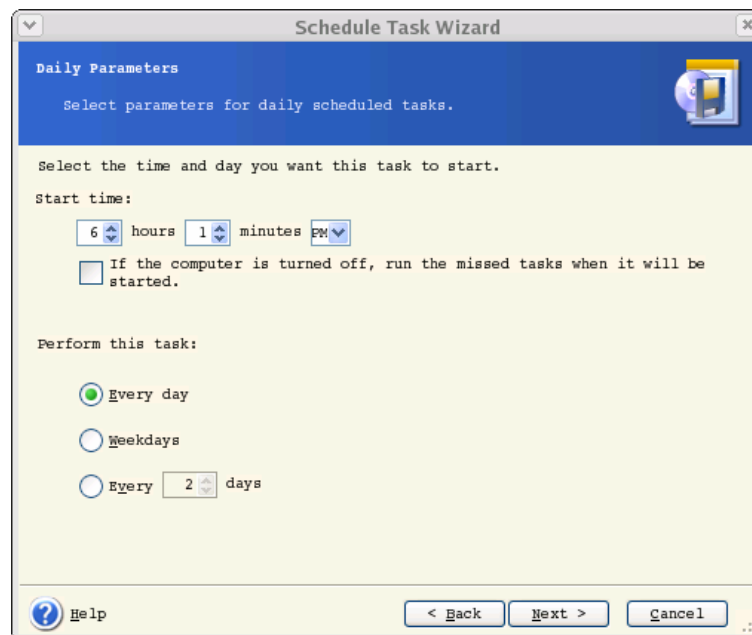 Schedule Task Wizard
Daily Parameters
Select parameters for daily scheduled tasks.
Select the time and day you want this task to start.
Start time:
6 hours 1 minutes PM
If the computer is turned off, run the missed tasks when it will be
started.
Perform this task:
Every day
Weekdays
Every 2 days
Help
< Back
Next >
Cancel